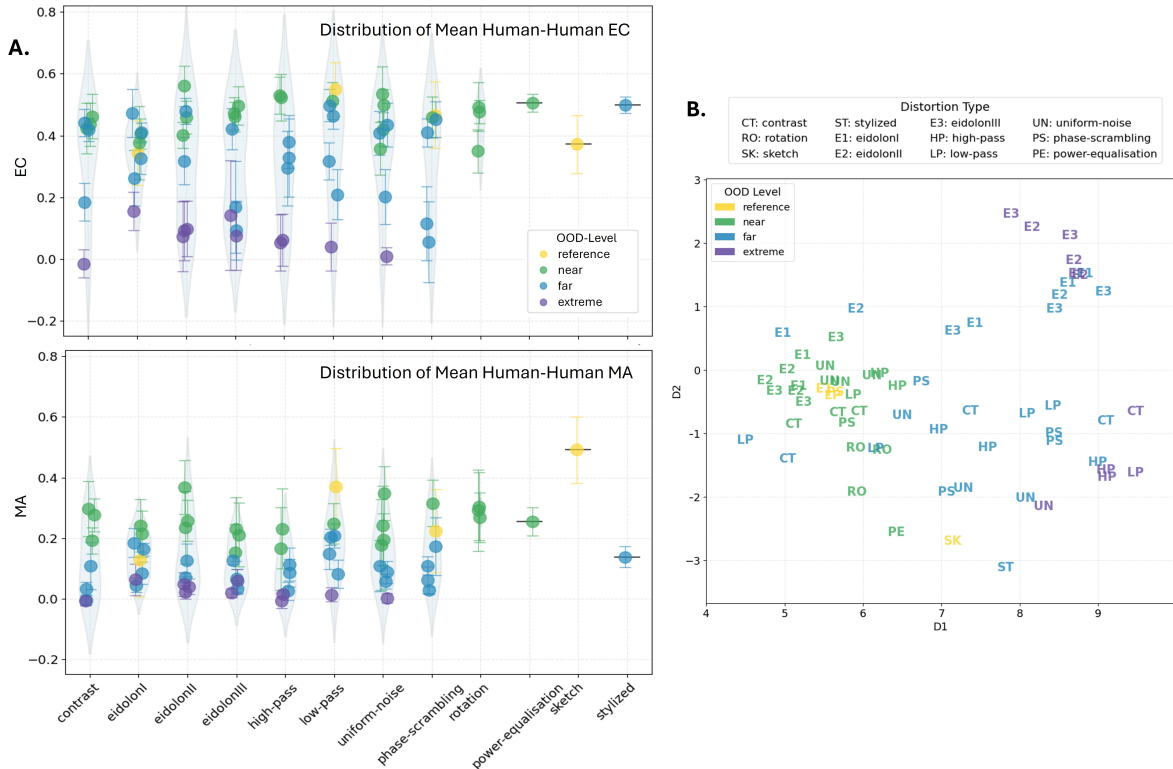 A.
Distribution of Mean Human-Human EC
0.8
0.6
0.4
0.2
0.0
−0.2
EC
OOD-Level
reference
near
far
extreme
Distribution of Mean Human-Human MA
0.8
0.6
0.4
0.2
0.0
−0.2
MA
contrast
eidolonI
eidolonII
eidolonIII
high-pass
low-pass
uniform-noise
phase-scrambling
rotation
power-equalisation
sketch
stylized
B.
Distortion Type
CT: contrast ST: stylized E3: eidolonIII UN: uniform-noise
RO: rotation E1: eidolonI HP: high-pass PS: phase-scrambling
SK: sketch E2: eidolonII LP: low-pass PE: power-equalisation
OOD Level
reference
near
far
extreme
3
2
1
0
−1
−2
−3
D2
E3
E2
E3
E2
E1
E1
E2
E3
E3
E2
E1
E3
E1
E3
E1
UN
E2
UN
HP
E2
E1
UN
UN
PS
HP
E3
E2
LP
E3
CT
CT
LP
LP
CT
CT
UN
PS
CT
CT
HP
PS
PS
LP
RO
LP
RO
HP
CT
HP
HP
HP
LP
RO
PS
UN
UN
UN
PE
SK
ST
4 5 6 7 8 9
D1